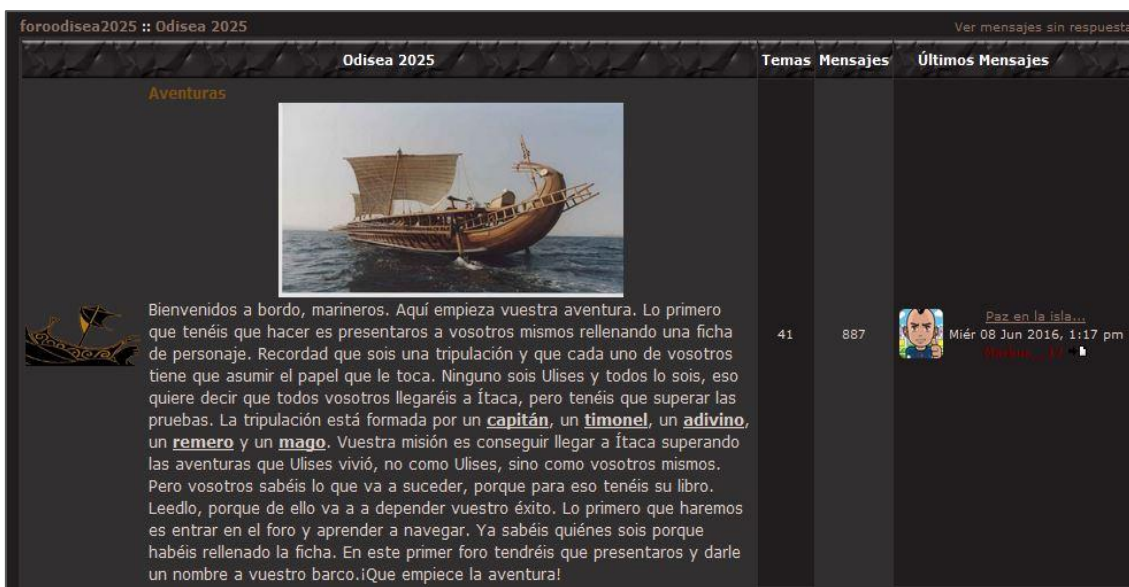 foroodisea2025 :: Odisea 2025
Ver mensajes sin respuesta
Odisea 2025
Temas
Mensajes
Últimos Mensajes
Aventuras
Bienvenidos a bordo, marineros. Aquí empieza vuestra aventura. Lo primero
que tenéis que hacer es presentaros a vosotros mismos rellenando una ficha
de personaje. Recordad que sois una tripulación y que cada uno de vosotros
tiene que asumir el papel que le toca. Ninguno sois Ulises y todos lo sois, eso
quiere decir que todos vosotros llegaréis a Ítaca, pero tenéis que superar las
pruebas. La tripulación está formada por un capitán, un timonel, un adivino,
un remero y un mago. Vuestra misión es conseguir llegar a Ítaca superando
las aventuras que Ulises vivió, no como Ulises, sino como vosotros mismos.
Pero vosotros sabéis lo que va a suceder, porque para eso tenéis su libro.
Leedlo, porque de ello va a a depender vuestro éxito. Lo primero que haremos
es entrar en el foro y aprender a navegar. Ya sabéis quiénes sois porque
habéis rellenado la ficha. En este primer foro tendréis que presentaros y darle
un nombre a vuestro barco.¡Que empiece la aventura!
41
887
Paz en la isla...
Miér 08 Jun 2016, 1:17 pm